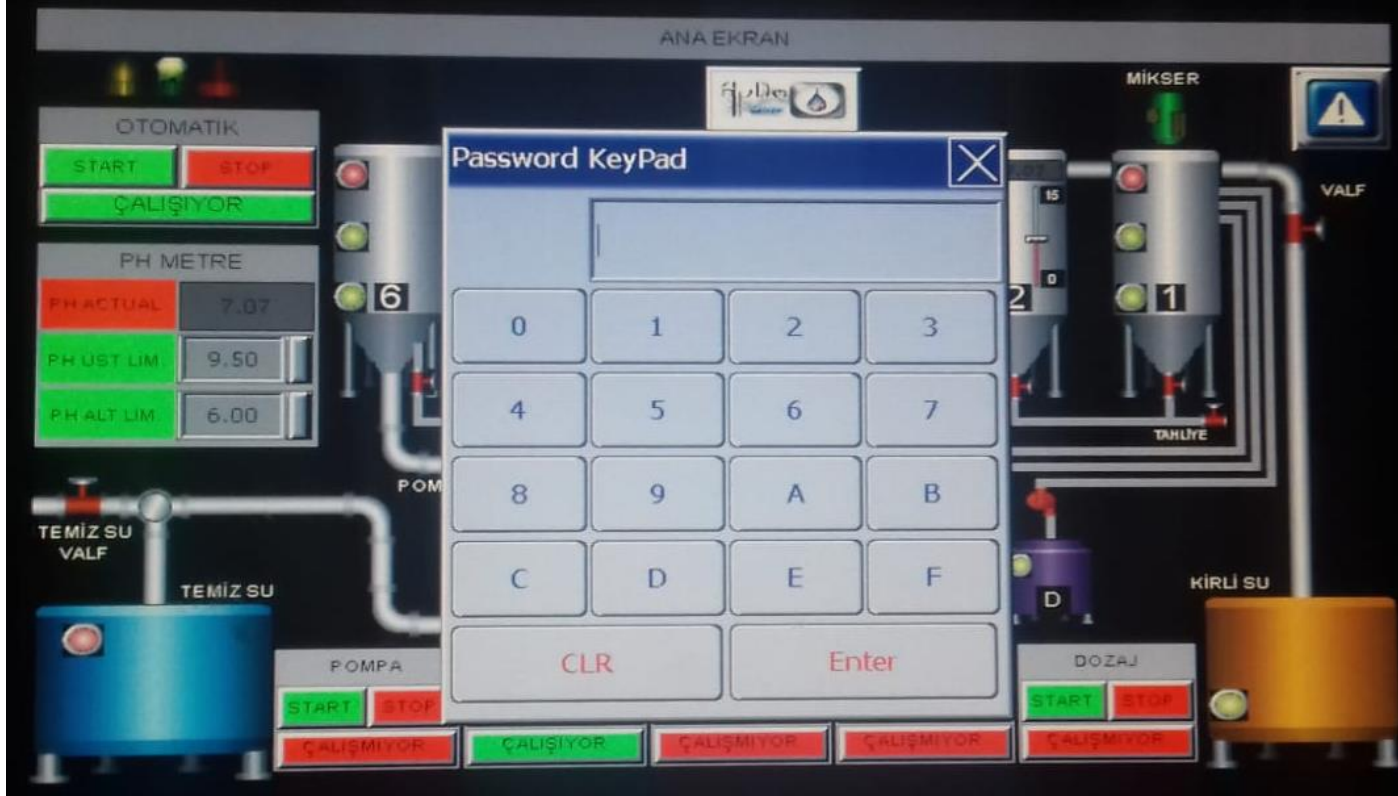 ANA EKRAN
MİKSER
OTOMATIK
START STOP
ÇALIŞIYOR
VALF
PH METRE
PH ACTUAL 7.07
PH ÜST LIM. 9.50
PH ALT LIM. 6.00
6
15
0
2
1
Password KeyPad
0 1 2 3
4 5 6 7
8 9 A B
C D E F
CLR Enter
TAHLİYE
POM
TEMİZ SU
VALF
TEMİZ SU
D
KİRLİ SU
POMPA
START STOP
ÇALIŞMIYOR
ÇALIŞIYOR
ÇALIŞMIYOR
ÇALIŞMIYOR
DOZAJ
START STOP
ÇALIŞMIYOR